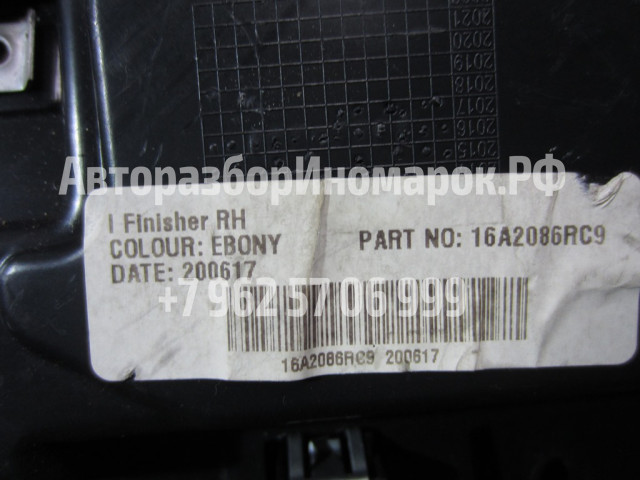 2021
2020
2019
2018
2017
2016
2015
АвторазборИномарок.РФ
I Finisher RH
COLOUR: EBONY
PART NO: 16A2086RC9
DATE: 200617
+79625706999
16A2086RC9 200617